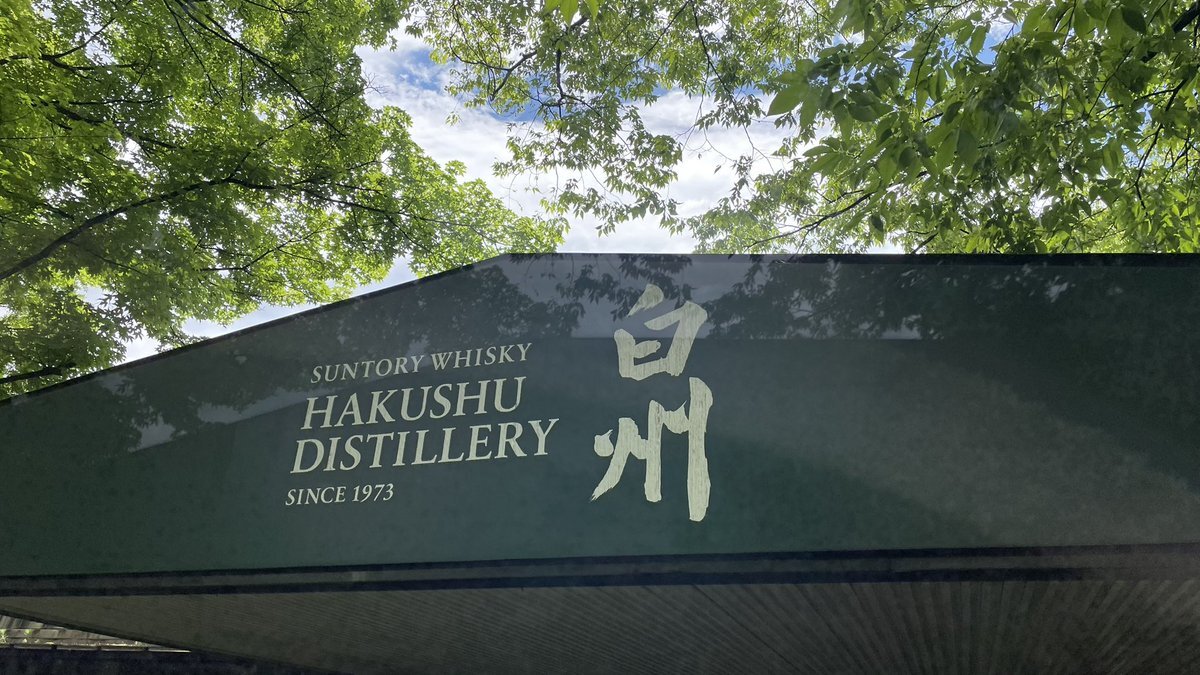 SUNTORY WHISKY
HAKUSHU
DISTILLERY
SINCE 1973
白州